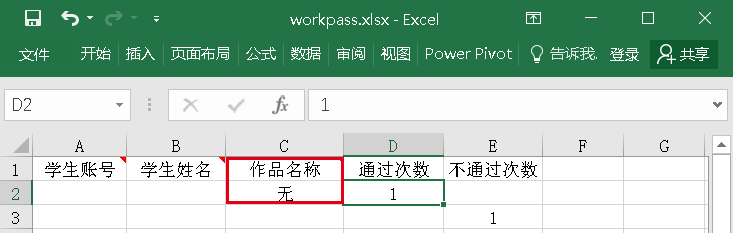 workpass.xlsx - Excel
文件 开始 插入 页面布局 公式 数据 审阅 视图 Power Pivot 告诉我. 登录 共享
D2 fx 1
A B C D E F G
1 学生账号 学生姓名 作品名称 通过次数 不通过次数
2 无 1
3 1